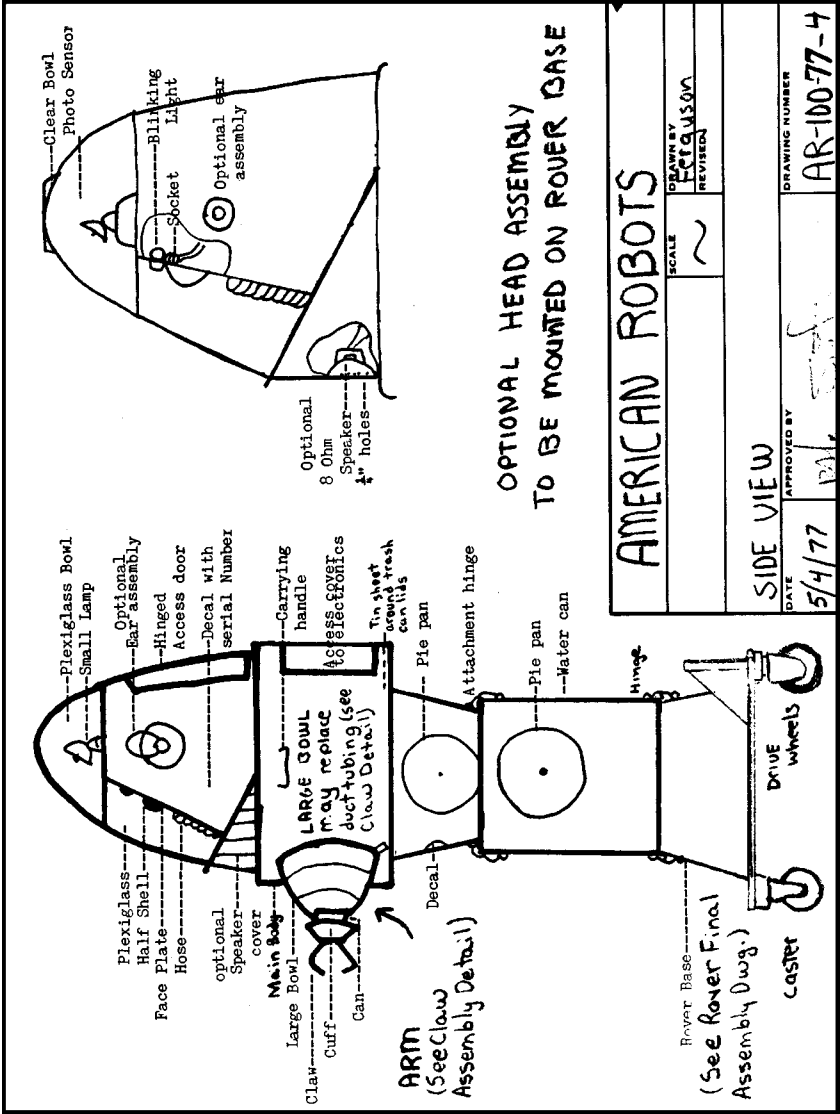 Plexiglass Bowl
Small Lamp
Optional
Ear assembly
Hinged
Access door
Decal with
serial Number
Carrying
handle
Access cover
to electronics
Tin sheet
around trash
can lids
Pie pan
Attachment hinge
Pie pan
Water can
Hinge
DRIVE
wheels
Plexiglass
Half Shell
Face Plate
Hose
optional
Speaker
cover
Main Body
Large Bowl
Claw
Cuff
Can
LARGE BOWL
may replace
duct tubing (see
Claw Detail)
ARM
(See Claw
Assembly Detail)
Decal
Rover Base
(See Rover Final
Assembly Dwg.)
caster
Clear Bowl
Photo Sensor
Blinking
Light
Socket
Optional ear
assembly
Optional
8 Ohm
Speaker
¼" holes
OPTIONAL HEAD ASSEMBLY
TO BE MOUNTED ON ROVER BASE
AMERICAN ROBOTS
SCALE
~
DRAWN BY
Ferguson
REVISED
SIDE VIEW
DATE
5/4/77
APPROVED BY
DRAWING NUMBER
AR-100-77-4